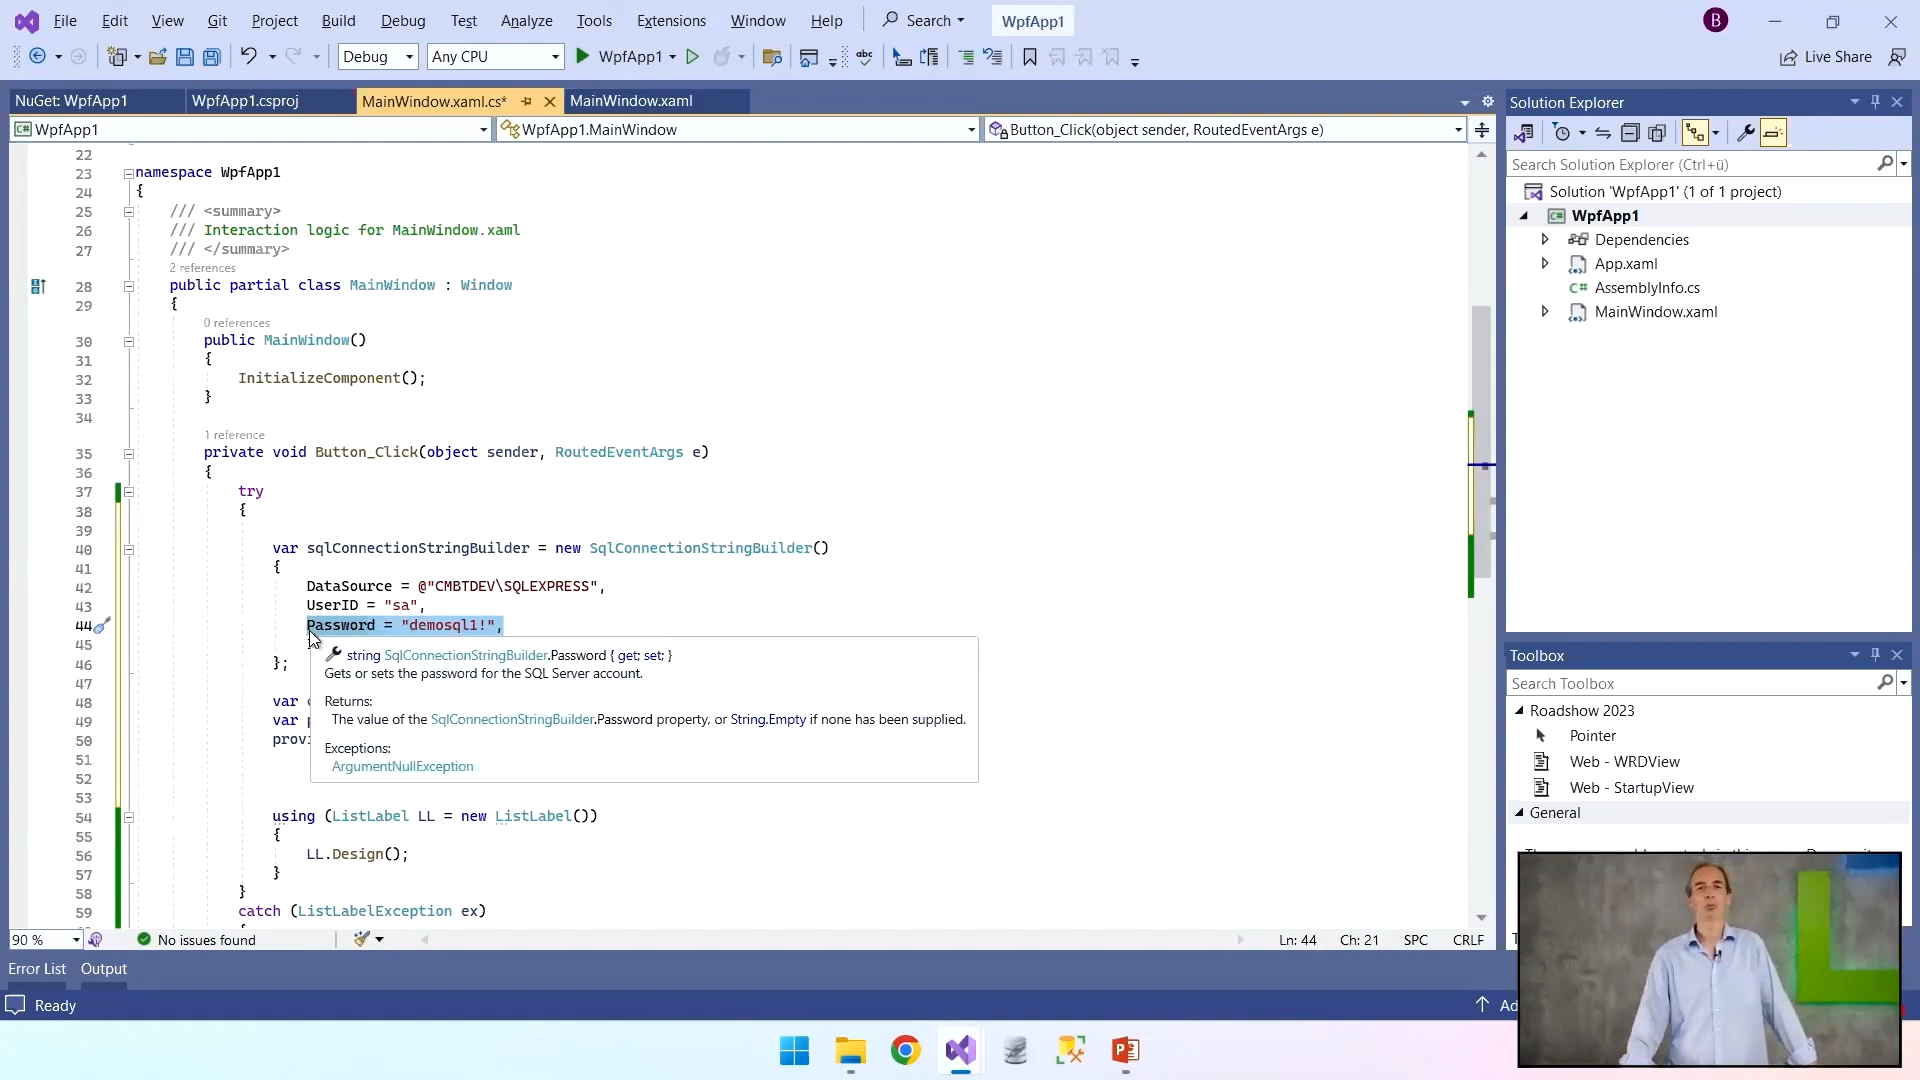 File Edit View Git Project Build Debug Test Analyze Tools Extensions Window Help Search WpfApp1 B
Debug Any CPU WpfApp1 Live Share
NuGet: WpfApp1 WpfApp1.csproj MainWindow.xaml.cs* MainWindow.xaml
WpfApp1 WpfApp1.MainWindow Button_Click(object sender, RoutedEventArgs e)
22
23 namespace WpfApp1
24 {
25 /// <summary>
26 /// Interaction logic for MainWindow.xaml
27 /// </summary>
2 references
28 public partial class MainWindow : Window
29 {
0 references
30 public MainWindow()
31 {
32 InitializeComponent();
33 }
34
1 reference
35 private void Button_Click(object sender, RoutedEventArgs e)
36 {
37 try
38 {
39
40 var sqlConnectionStringBuilder = new SqlConnectionStringBuilder()
41 {
42 DataSource = @"CMBTDEV\SQLEXPRESS",
43 UserID = "sa",
44 Password = "demosql1!",
45
46 };
47
48 var
49 var
50 provi
51
52
53
54 using (ListLabel LL = new ListLabel())
55 {
56 LL.Design();
57 }
58 }
59 catch (ListLabelException ex)
string SqlConnectionStringBuilder.Password { get; set; }
Gets or sets the password for the SQL Server account.
Returns:
The value of the SqlConnectionStringBuilder.Password property, or String.Empty if none has been supplied.
Exceptions:
ArgumentNullException
90 % No issues found Ln: 44 Ch: 21 SPC CRLF
Error List Output
Ready
Solution Explorer
Search Solution Explorer (Ctrl+ü)
Solution 'WpfApp1' (1 of 1 project)
WpfApp1
Dependencies
App.xaml
AssemblyInfo.cs
MainWindow.xaml
Toolbox
Search Toolbox
Roadshow 2023
Pointer
Web - WRDView
Web - StartupView
General